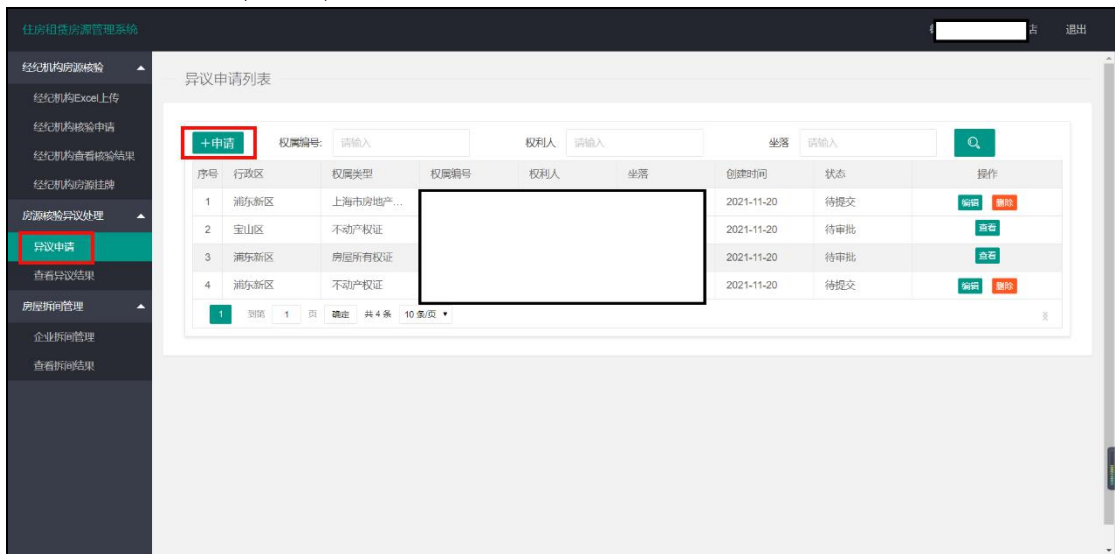 住房租赁房源管理系统
店 退出
经纪机构房源核验
经纪机构Excel上传
经纪机构核验申请
经纪机构查看核验结果
经纪机构房源挂牌
房源核验异议处理
异议申请
查看异议结果
房屋拆间管理
企业拆间管理
查看拆间结果
异议申请列表
+申请 权属编号: 请输入 权利人 请输入 坐落 请输入
序号 行政区 权属类型 权属编号 权利人 坐落 创建时间 状态 操作
1 浦东新区 上海市房地产... 2021-11-20 待提交 编辑 删除
2 宝山区 不动产权证 2021-11-20 待审批 查看
3 浦东新区 房屋所有权证 2021-11-20 待审批 查看
4 浦东新区 不动产权证 2021-11-20 待提交 编辑 删除
1 到第 1 页 确定 共 4 条 10 条/页